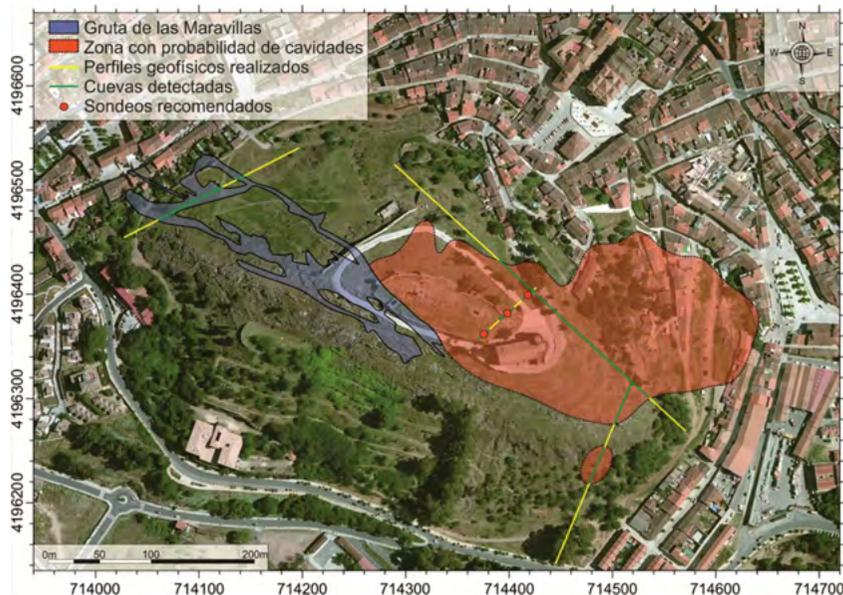 Gruta de las Maravillas
Zona con probabilidad de cavidades
Perfiles geofísicos realizados
Cuevas detectadas
Sondeos recomendados
N
W E
S
4196600
4196500
4196400
4196300
4196200
0m 50 100 200m
714000 714100 714200 714300 714400 714500 714600 714700